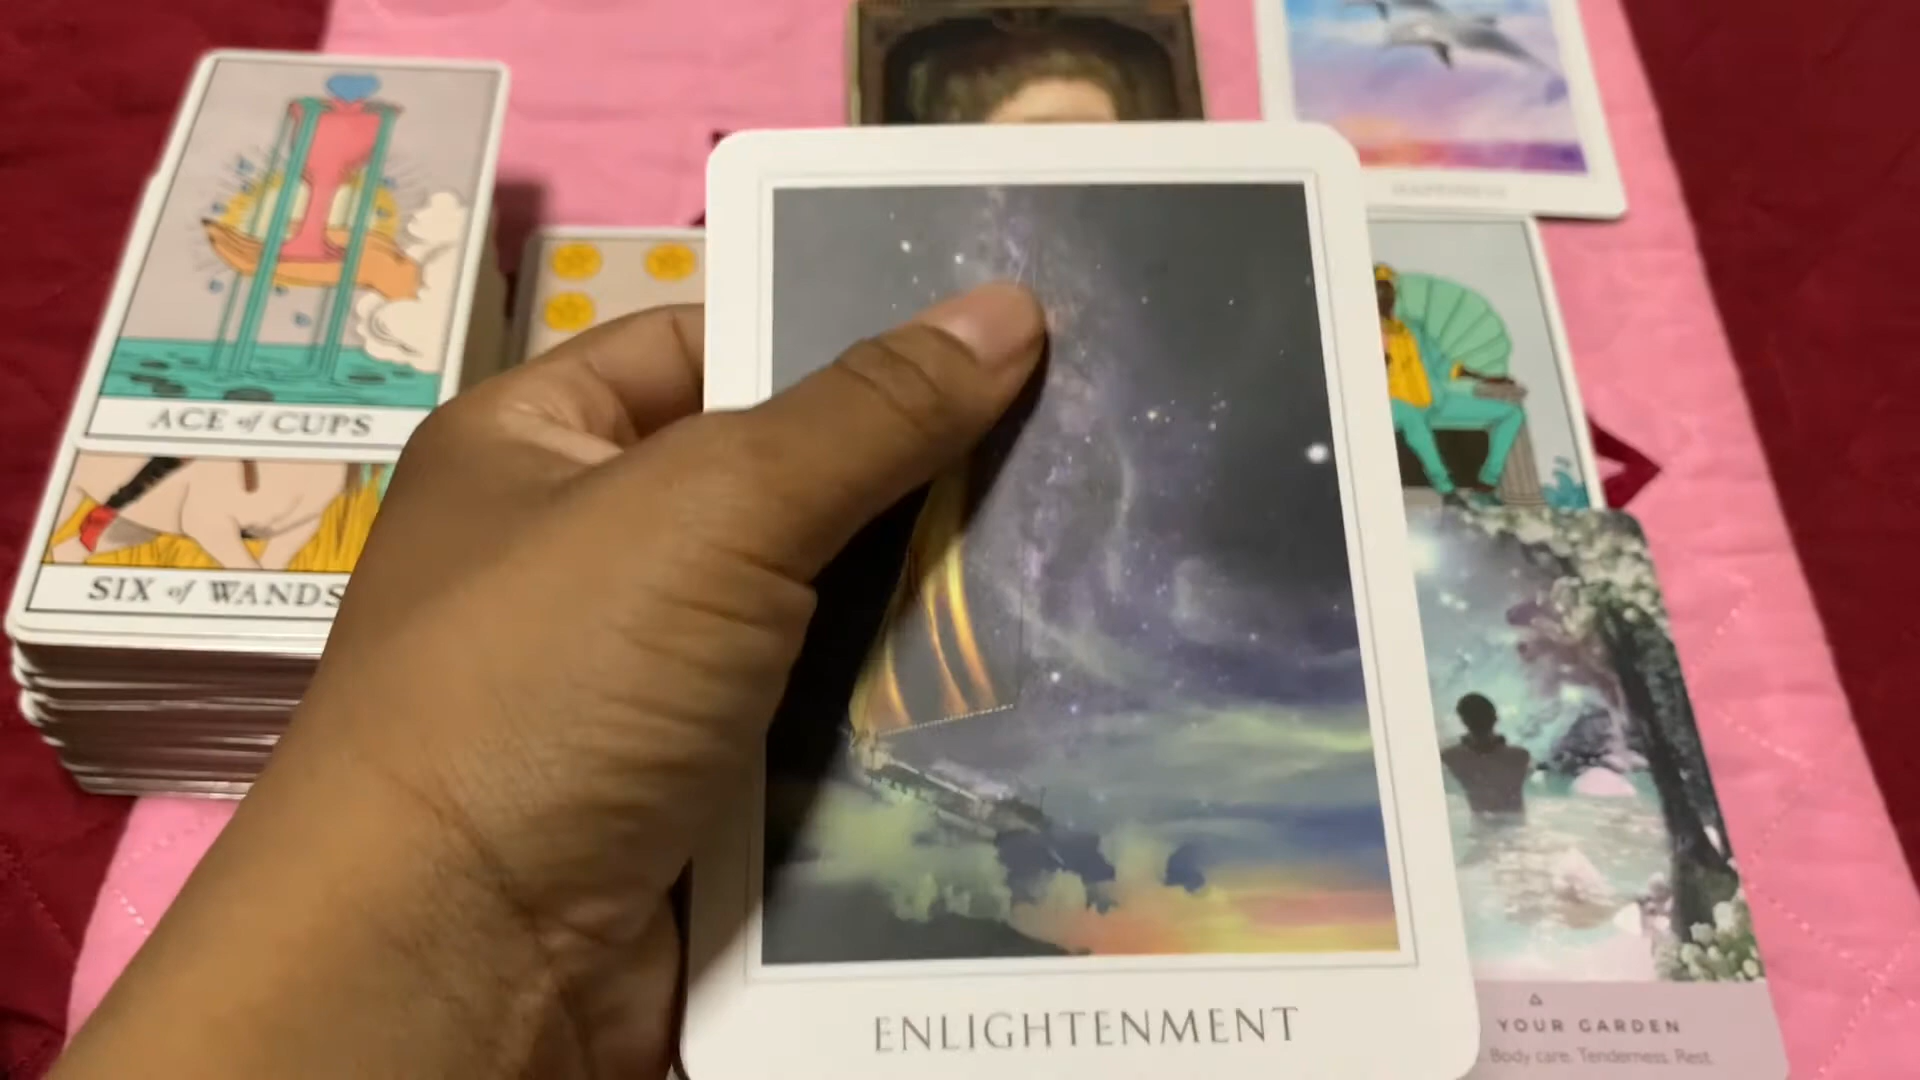 ACE of CUPS
SIX of WANDS
ENLIGHTENMENT
YOUR GARDEN
Body care. Tenderness. Rest.